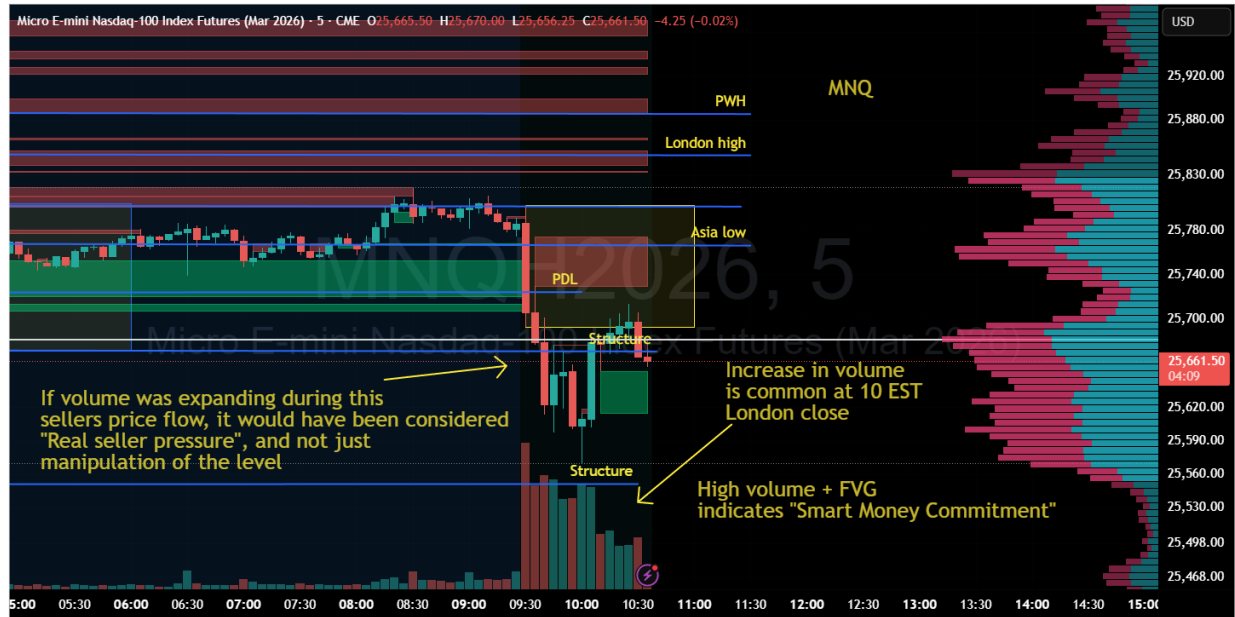 Micro E-mini Nasdaq-100 Index Futures (Mar 2026) · 5 · CME O25,665.50 H25,670.00 L25,656.25 C25,661.50 −4.25 (−0.02%)
USD
25,920.00
MNQ
PWH
25,880.00
London high
25,830.00
25,780.00
Asia low
MNQH2026, 5
25,740.00
PDL
25,700.00
Structure
Micro E-mini Nasdaq-100 Index Futures (Mar 2026)
25,661.50
04:09
Increase in volume
is common at 10 EST
London close
If volume was expanding during this
sellers price flow, it would have been considered
"Real seller pressure", and not just
manipulation of the level
25,620.00
25,590.00
25,560.00
Structure
High volume + FVG
indicates "Smart Money Commitment"
25,530.00
25,498.00
25,468.00
5:00 05:30 06:00 06:30 07:00 07:30 08:00 08:30 09:00 09:30 10:00 10:30 11:00 11:30 12:00 12:30 13:00 13:30 14:00 14:30 15:00